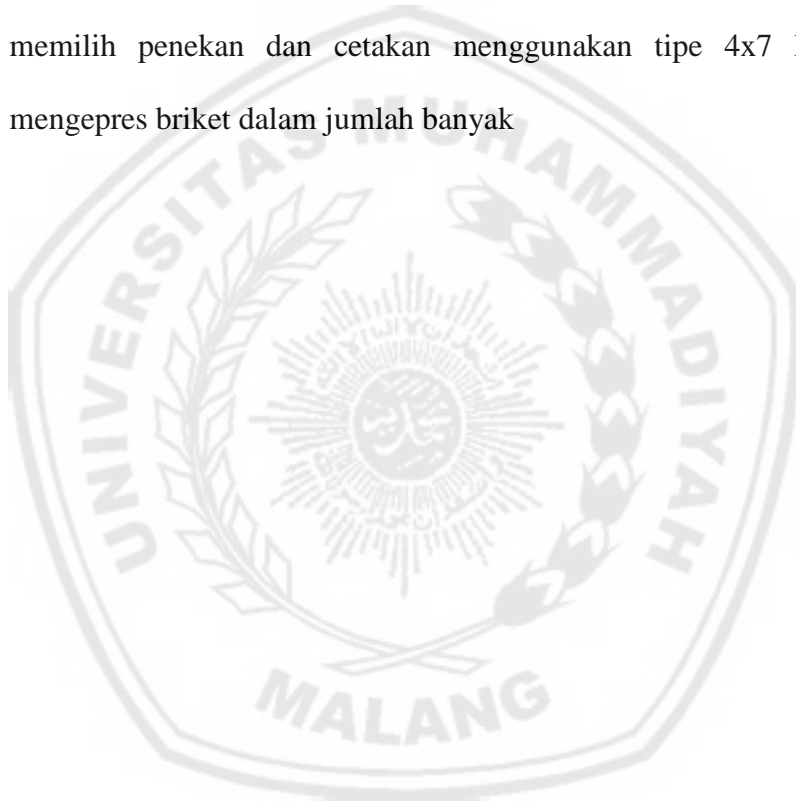 memilih penekan dan cetakan menggunakan tipe 4x7
mengepres briket dalam jumlah banyak
UNIVERSITAS MUHAMMADIYAH
MALANG